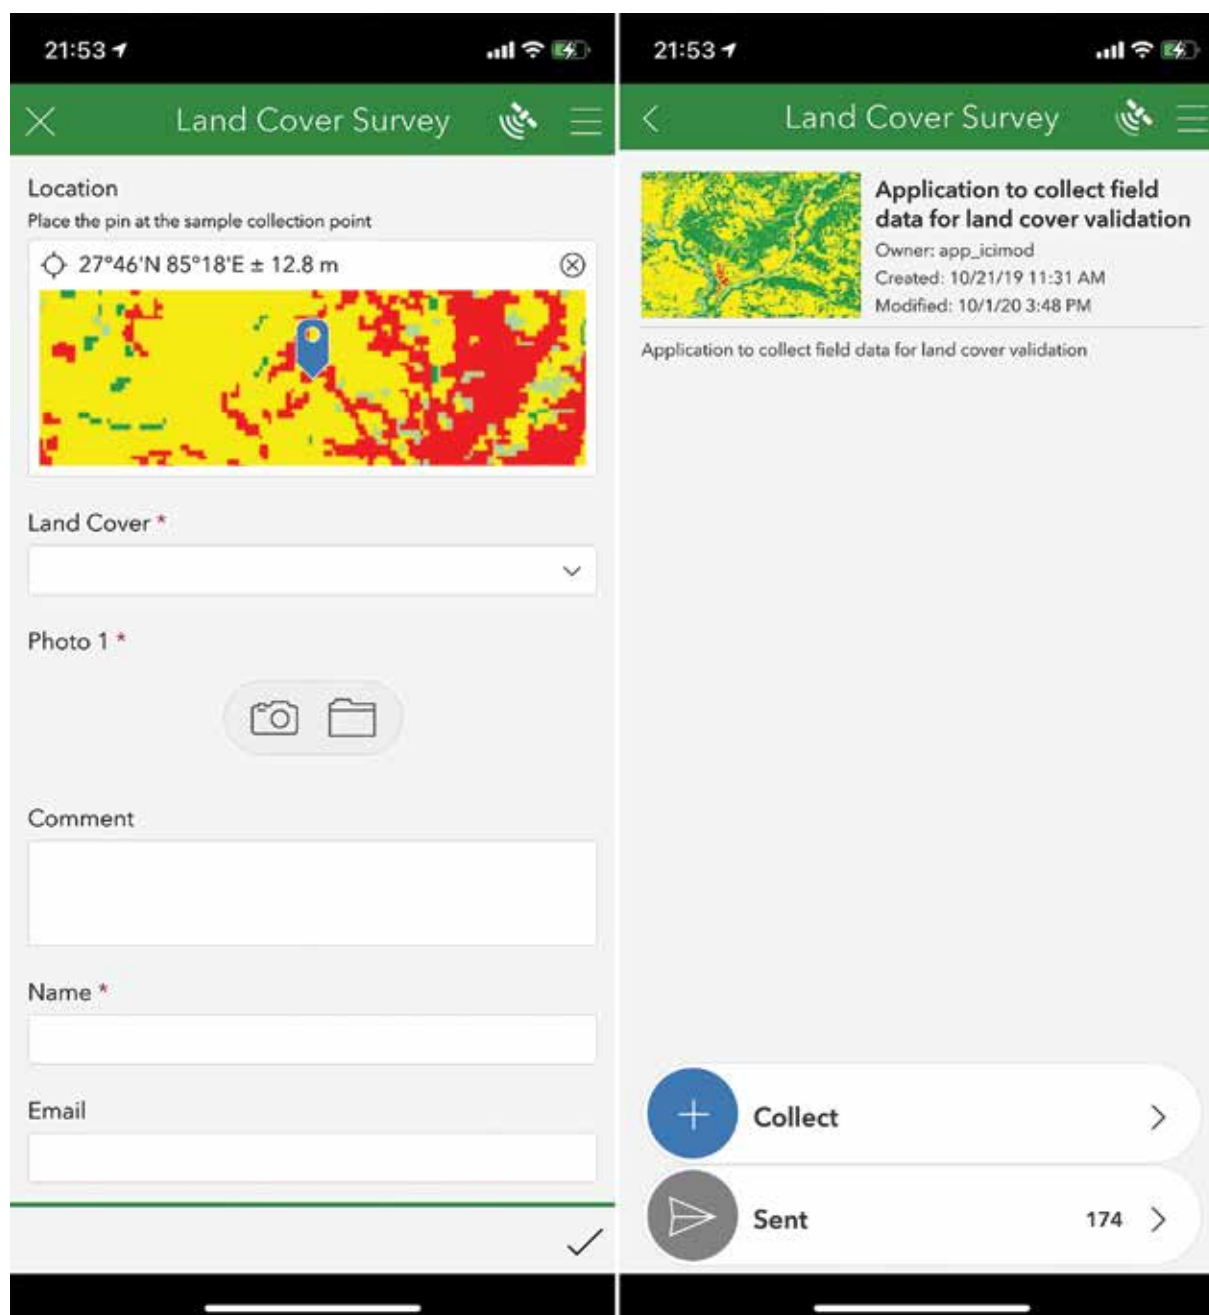 21:53
Land Cover Survey
Location
Place the pin at the sample collection point
27°46'N 85°18'E ± 12.8 m
Land Cover *
Photo 1 *
Comment
Name *
Email
21:53
Land Cover Survey
Application to collect field
data for land cover validation
Owner: app_icimod
Created: 10/21/19 11:31 AM
Modified: 10/1/20 3:48 PM
Application to collect field data for land cover validation
Collect
Sent 174